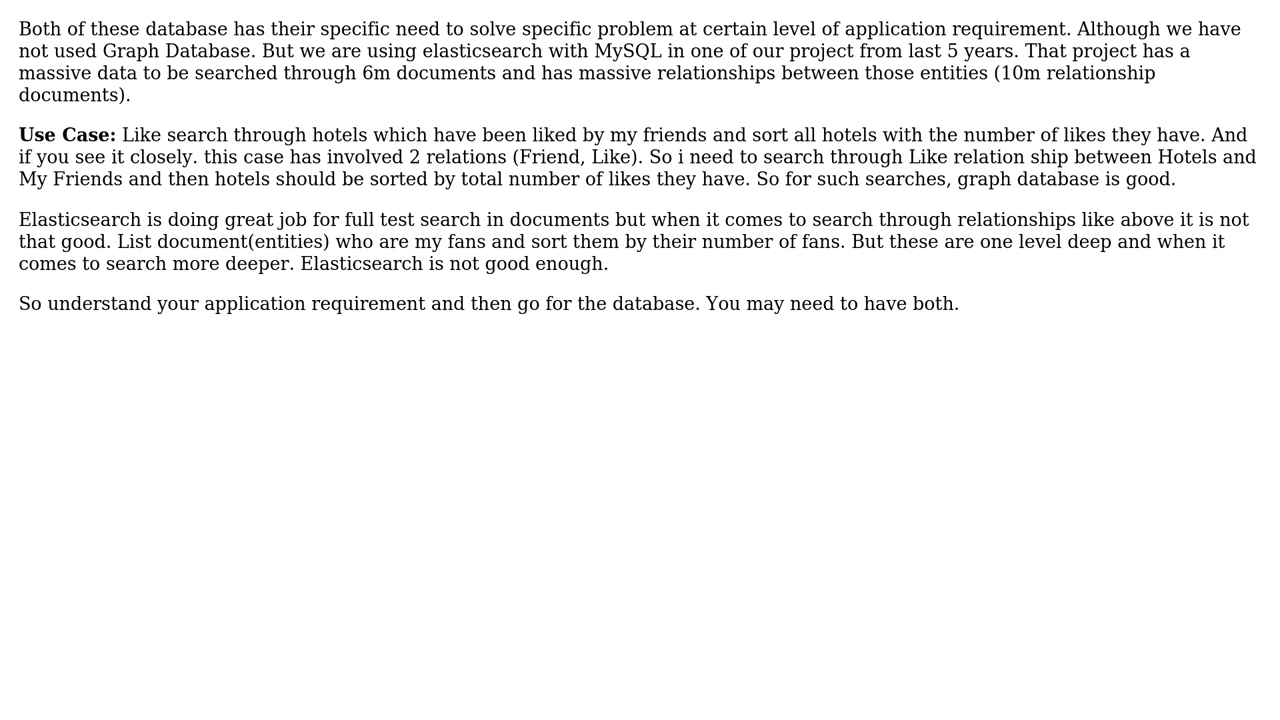 Both of these database has their specific need to solve specific problem at certain level of application requirement. Although we have
not used Graph Database. But we are using elasticsearch with MySQL in one of our project from last 5 years. That project has a
massive data to be searched through 6m documents and has massive relationships between those entities (10m relationship
documents).
Use Case: Like search through hotels which have been liked by my friends and sort all hotels with the number of likes they have. And
if you see it closely. this case has involved 2 relations (Friend, Like). So i need to search through Like relation ship between Hotels and
My Friends and then hotels should be sorted by total number of likes they have. So for such searches, graph database is good.
Elasticsearch is doing great job for full test search in documents but when it comes to search through relationships like above it is not
that good. List document(entities) who are my fans and sort them by their number of fans. But these are one level deep and when it
comes to search more deeper. Elasticsearch is not good enough.
So understand your application requirement and then go for the database. You may need to have both.